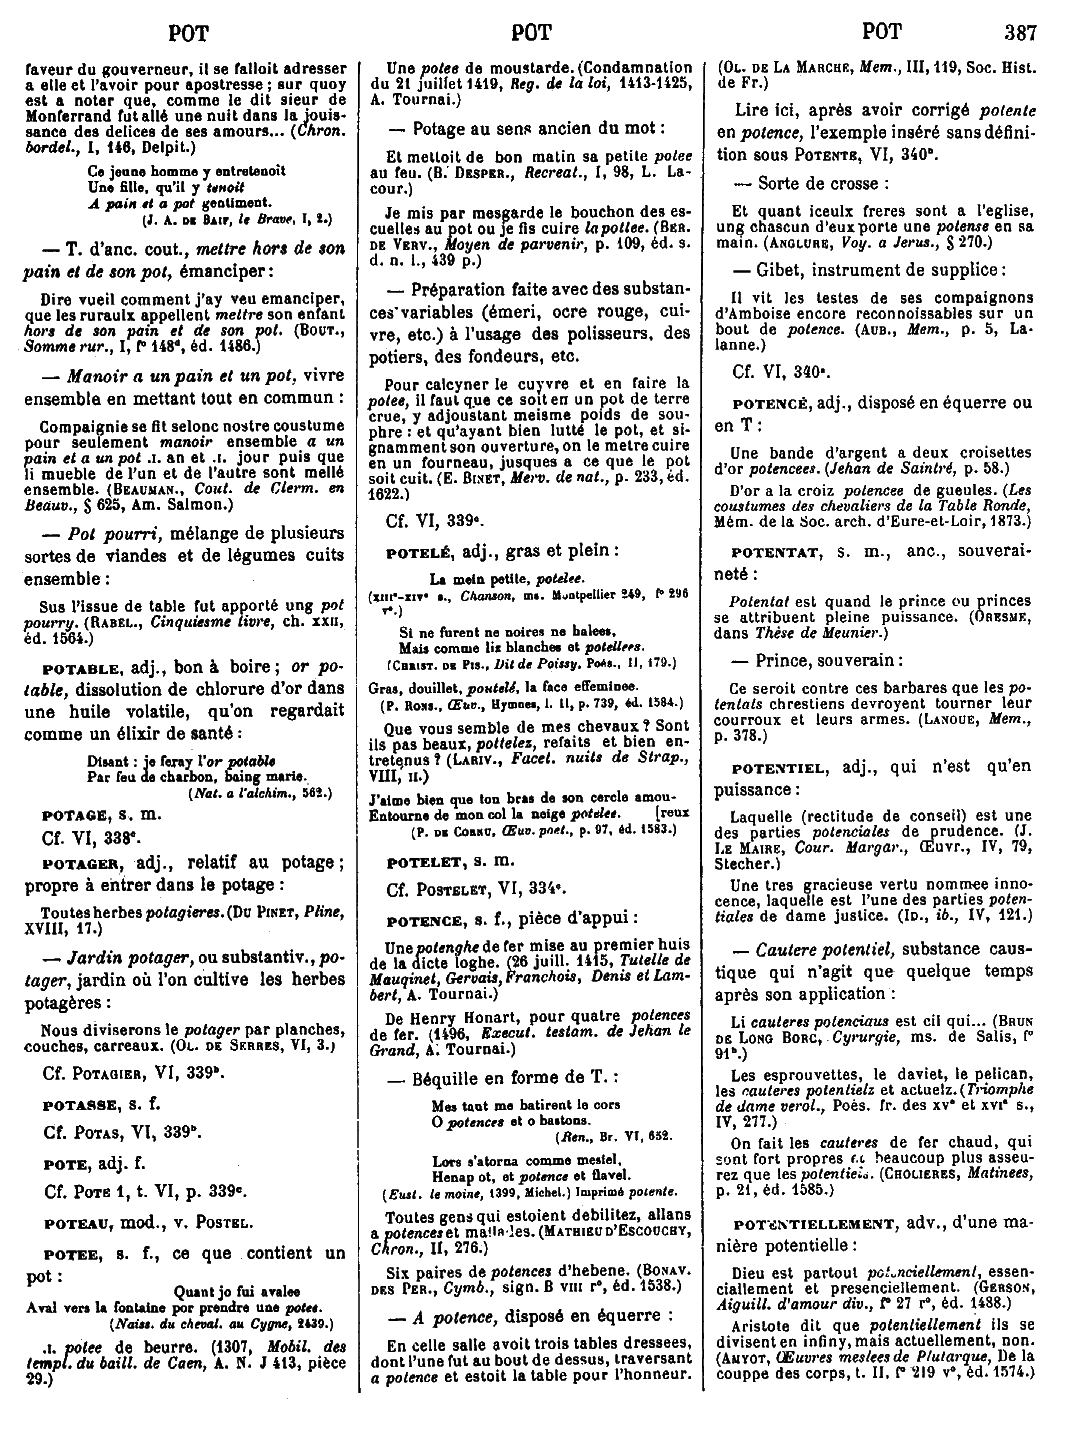 POT
POT
POT 387
faveur du gouverneur, il se falloit adresser
a elle et l'avoir pour apostresse ; sur quoy
est a noter que, comme le dit sieur de
Monferrand fut allé une nuit dans la jouis-
sance des delices de ses amours... (Chron.
bordel., I, 146, Delpit.)
Ce jeune homme y entretenoit
Une fille, qu'il y tenoit
A pain et a pot gentiment.
(J. A. DE BAIF, le Brave, I, 2.)
— T. d'anc. cout., mettre hors de son
pain et de son pot, émanciper :
Dire vueil comment j'ay veu emanciper,
que les ruraulx appellent mettre son enfant
hors de son pain et de son pot. (BOUT.,
Somme rur., I, f° 148ᵈ, éd. 1486.)
— Manoir a un pain et un pot, vivre
ensemble en mettant tout en commun :
Compaignie se fit selonc nostre coustume
pour seulement manoir ensemble a un
pain et a un pot .I. an et .I. jour puis que
li mueble de l'un et de l'autre sont mellé
ensemble. (BEAUMAN., Cout. de Clerm. en
Beauv., § 625, Am. Salmon.)
— Pot pourri, mélange de plusieurs
sortes de viandes et de légumes cuits
ensemble :
Sus l'issue de table fut apporté ung pot
pourry. (RABEL., Cinquiesme livre, ch. XXII,
éd. 1564.)
POTABLE, adj., bon à boire ; or po-
table, dissolution de chlorure d'or dans
une huile volatile, qu'on regardait
comme un élixir de santé :
Disant : je feray l'or potable
Par feu de charbon, baing marie.
(Nat. a l'alchim., 562.)
POTAGE, s. m.
Cf. VI, 338ᶜ.
POTAGER, adj., relatif au potage ;
propre à entrer dans le potage :
Toutes herbes potagieres. (DU PINET, Pline,
XVIII, 17.)
— Jardin potager, ou substantiv., po-
tager, jardin où l'on cultive les herbes
potagères :
Nous diviserons le potager par planches,
couches, carreaux. (OL. DE SERRES, VI, 3.)
Cf. POTAGIER, VI, 339ᵇ.
POTASSE, s. f.
Cf. POTAS, VI, 339ᵇ.
POTE, adj. f.
Cf. POTE 1, t. VI, p. 339ᶜ.
POTEAU, mod., v. POSTEL.
POTEE, s. f., ce que contient un
pot :
Quant jo fui avalee
Aval vers la fontaine por prendre une potee.
(Naiss. du cheval. au Cygne, 2439.)
.I. potee de beurre. (1307, Mobil. des
templ. du baill. de Caen, A. N. J 413, pièce
29.)
Une potee de moustarde. (Condamnation
du 21 juillet 1419, Reg. de la loi, 1413-1425,
A. Tournai.)
— Potage au sens ancien du mot :
Et mettoit de bon matin sa petite potee
au feu. (B. DESPER., Recreat., I, 98, L. La-
cour.)
Je mis par mesgarde le bouchon des es-
cuelles au pot ou je fis cuire la pottee. (BER.
DE VERV., Moyen de parvenir, p. 109, éd. s.
d. n. l., 439 p.)
— Préparation faite avec des substan-
ces variables (émeri, ocre rouge, cui-
vre, etc.) à l'usage des polisseurs, des
potiers, des fondeurs, etc.
Pour calcyner le cuyvre et en faire la
potee, il faut que ce soit en un pot de terre
crue, y adjoustant meisme poids de sou-
phre : et qu'ayant bien lutté le pot, et si-
gnamment son ouverture, on le metre cuire
en un fourneau, jusques a ce que le pot
soit cuit. (E. BINET, Merv. de nat., p. 233, éd.
1622.)
Cf. VI, 339ᶜ.
POTELÉ, adj., gras et plein :
La mein petite, potelee.
(XIIIᵉ-XIVᵉ s., Chanson, ms. Montpellier 249, f° 296
v°.)
Si ne furent ne noires ne balees,
Mais comme liz blanches et potellees.
(CHRIST. DE PIS., Dit de Poissy, Poés., II, 179.)
Gras, douillet, poutelé, la face effeminee.
(P. RONS., Œuv., Hymnes, l. II, p. 739, éd. 1584.)
Que vous semble de mes chevaux ? Sont
ils pas beaux, pottelez, refaits et bien en-
tretenus ? (LARIV., Facet. nuits de Strap.,
VIII, II.)
J'aime bien que ton bras de son cercle amou-
Entourne de mon col la neige potelee. [reux
(P. DE CORNU, Œuv. poet., p. 97, éd. 1583.)
POTELET, s. m.
Cf. POSTELET, VI, 334ᶜ.
POTENCE, s. f., pièce d'appui :
Une potenghe de fer mise au premier huis
de la dicte loghe. (26 juill. 1415, Tutelle de
Mauqinet, Gervais, Franchois, Denis et Lam-
bert, A. Tournai.)
De Henry Honart, pour quatre potences
de fer. (1496, Execut. testam. de Jehan le
Grand, A. Tournai.)
— Béquille en forme de T. :
Mes tant me batirent le cors
O potences et o bastons.
(Ren., Br. VI, 652.
Lors s'atorna comme mesiel,
Henap ot, et potence et flavel.
(Eust. le moine, 1399, Michel.) Imprimé potente.
Toutes gens qui estoient debilitez, allans
a potences et malades. (MATHIEU D'ESCOUCHY,
Chron., II, 276.)
Six paires de potences d'hebene. (BONAV.
DES PER., Cymb., sign. B VIII r°, éd. 1538.)
— A potence, disposé en équerre :
En celle salle avoit trois tables dressees,
dont l'une fut au bout de dessus, traversant
a potence et estoit la table pour l'honneur.
(OL. DE LA MARCHE, Mem., III, 119, Soc. Hist.
de Fr.)
Lire ici, après avoir corrigé potente
en potence, l'exemple inséré sans défini-
tion sous POTENTE, VI, 340ᵃ.
— Sorte de crosse :
Et quant iceulx freres sont a l'eglise,
ung chascun d'eux porte une potense en sa
main. (ANGLURE, Voy. a Jerus., § 270.)
— Gibet, instrument de supplice :
Il vit les testes de ses compaignons
d'Amboise encore reconnoissables sur un
bout de potence. (AUB., Mem., p. 5, La-
lanne.)
Cf. VI, 340ᵃ.
POTENCÉ, adj., disposé en équerre ou
en T :
Une bande d'argent a deux croisettes
d'or potencees. (Jehan de Saintré, p. 58.)
D'or a la croiz potencee de gueules. (Les
coustumes des chevaliers de la Table Ronde,
Mém. de la Soc. arch. d'Eure-et-Loir, 1873.)
POTENTAT, s. m., anc., souverai-
neté :
Potentat est quand le prince ou princes
se attribuent pleine puissance. (ORESME,
dans Thèse de Meunier.)
— Prince, souverain :
Ce seroit contre ces barbares que les po-
tentats chrestiens devroyent tourner leur
courroux et leurs armes. (LANOUE, Mem.,
p. 378.)
POTENTIEL, adj., qui n'est qu'en
puissance :
Laquelle (rectitude de conseil) est une
des parties potenciales de prudence. (J.
LE MAIRE, Cour. Margar., Œuvr., IV, 79,
Stecher.)
Une tres gracieuse vertu nommee inno-
cence, laquelle est l'une des parties poten-
tiales de dame justice. (ID., ib., IV, 121.)
— Cautere potentiel, substance caus-
tique qui n'agit que quelque temps
après son application :
Li cauteres potenciaus est cil qui... (BRUN
DE LONG BORC, Cyrurgie, ms. de Salis, f°
91ᵇ.)
Les esprouvettes, le daviet, le pelican,
les cauteres potentielz et actuelz. (Triomphe
de dame verol., Poés. fr. des XVᵉ et XVIᵉ s.,
IV, 277.)
On fait les cauteres de fer chaud, qui
sont fort propres et beaucoup plus asseu-
rez que les potentiels. (CHOLIERES, Matinees,
p. 21, éd. 1585.)
POTENTIELLEMENT, adv., d'une ma-
nière potentielle :
Dieu est partout potenciellement, essen-
ciallement et presenciellement. (GERSON,
Aiguill. d'amour div., f° 27 r°, éd. 1488.)
Aristote dit que potentiellement ils se
divisent en infiny, mais actuellement, non.
(AMYOT, Œuvres meslees de Plutarque, De la
couppe des corps, t. II, f° 219 v°, éd. 1574.)